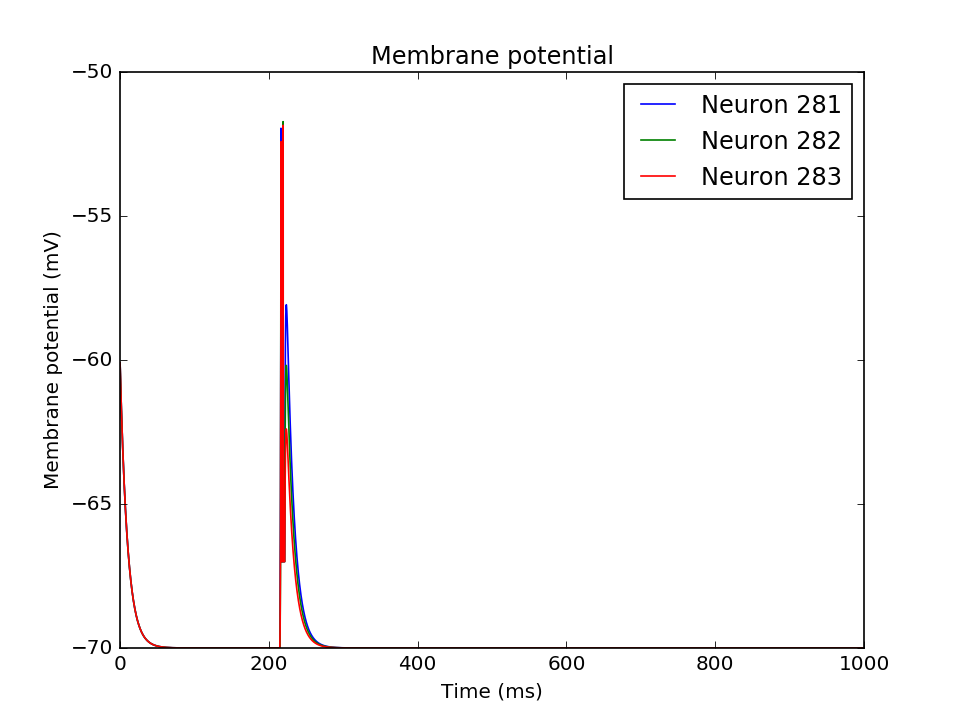 Membrane potential
Neuron 281
Neuron 282
Neuron 283
Membrane potential (mV)
−50
−55
−60
−65
−70
0 200 400 600 800 1000
Time (ms)